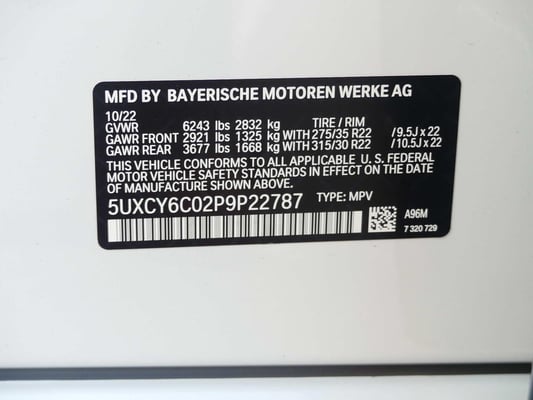 MFD BY BAYERISCHE MOTOREN WERKE AG
10/22
GVWR 6243 lbs 2832 kg TIRE / RIM
GAWR FRONT 2921 lbs 1325 kg WITH 275/35 R22 / 9.5J x 22
GAWR REAR 3677 lbs 1668 kg WITH 315/30 R22 / 10.5J x 22
THIS VEHICLE CONFORMS TO ALL APPLICABLE U. S. FEDERAL
MOTOR VEHICLE SAFETY STANDARDS IN EFFECT ON THE DATE
OF MANUFACTURE SHOWN ABOVE.
5UXCY6C02P9P22787 TYPE: MPV
A96M
7 320 729